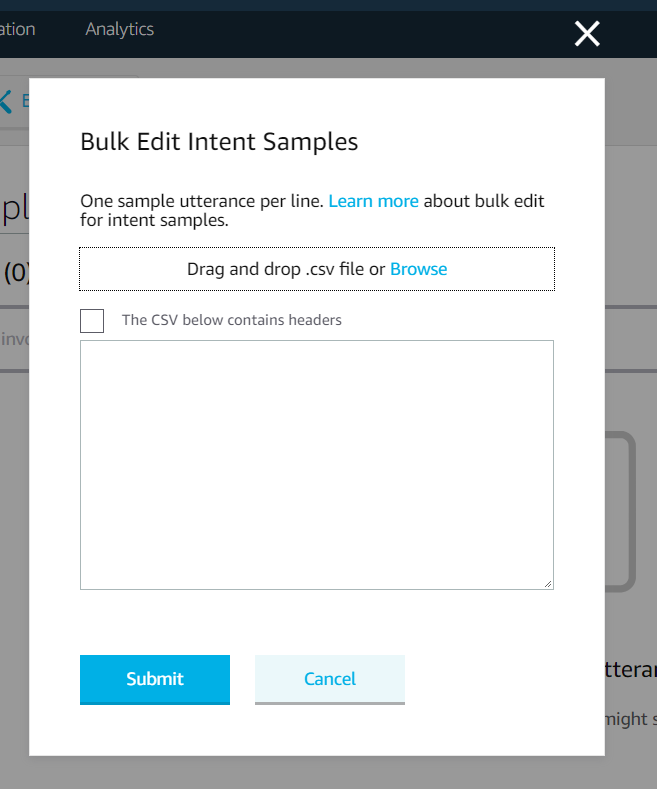 ation Analytics
E
Bulk Edit Intent Samples
pl
One sample utterance per line. Learn more about bulk edit
for intent samples.
(0)
Drag and drop .csv file or Browse
The CSV below contains headers
invo
Submit Cancel
tteran
might s